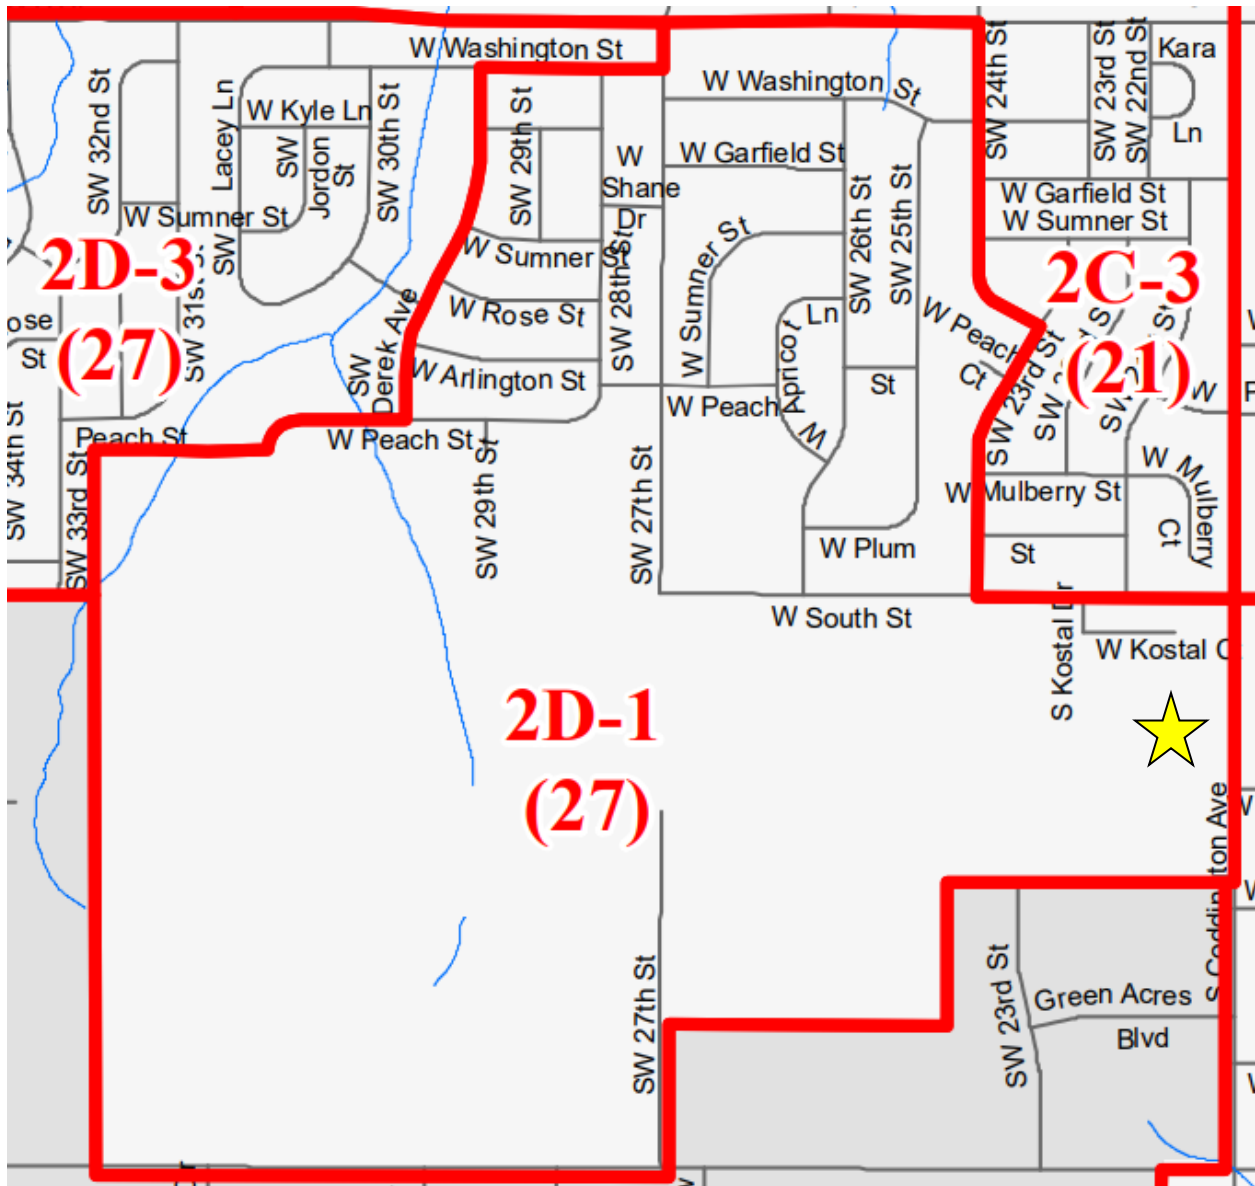 W Washington St
W Washington St
SW 32nd St
Lacey Ln
SW
W Kyle Ln
SW
Jordon
St
SW 30th St
SW 29th St
W
Shane
Dr
W Garfield St
SW 24th St
SW 23rd St
SW 22nd St
Kara
Ln
W Sumner St
W Garfield St
W Sumner St
W Sumner St
SW 28th St
W Sumner St
SW 26th St
SW 25th St
2D-3
(27)
SW 31st S
ose
St
SW
Derek Ave
W Rose St
W Arlington St
Apricot
Ln
W
W Peach
Ct
St
W Peach
2C-3
(21)
SW 23rd St
W
SW 34th St
Peach St
SW 33rd St
W Peach St
SW 29th St
SW 27th St
W Plum
W Mulberry St
W Mulberry
Ct
St
W South St
S Kostal Dr
W Kostal C
2D-1
(27)
S Coddington Ave
SW 27th St
SW 23rd St
Green Acres
Blvd